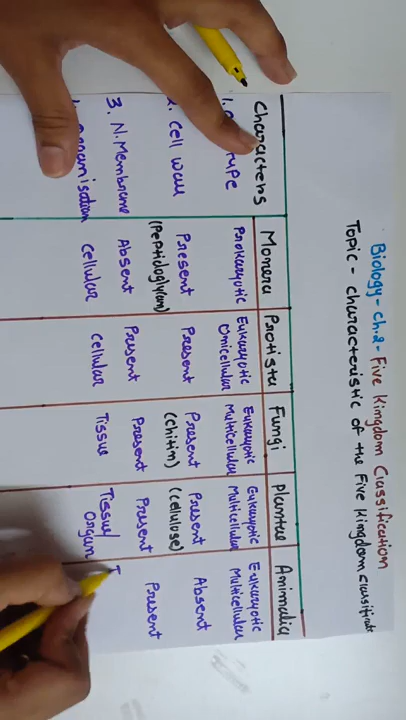 Biology - Ch.2 - Five Kingdom Classification
Topic - Characteristic of the Five Kingdom Classificati
Characters Monera Protista Fungi Plantae Animalia
1. type Prokaryotic Eukaryotic Eukaryotic Eukaryotic Eukaryotic
Unicellular Multicellular Multicellular Multicellular
2. Cell wall Present Present Present Present Absent
(Peptidoglycan) (chitin) (cellulose)
3. N.Membrane Absent Present Present Present Present
organisation Cellular Cellular Tissue Tissue/
Organ